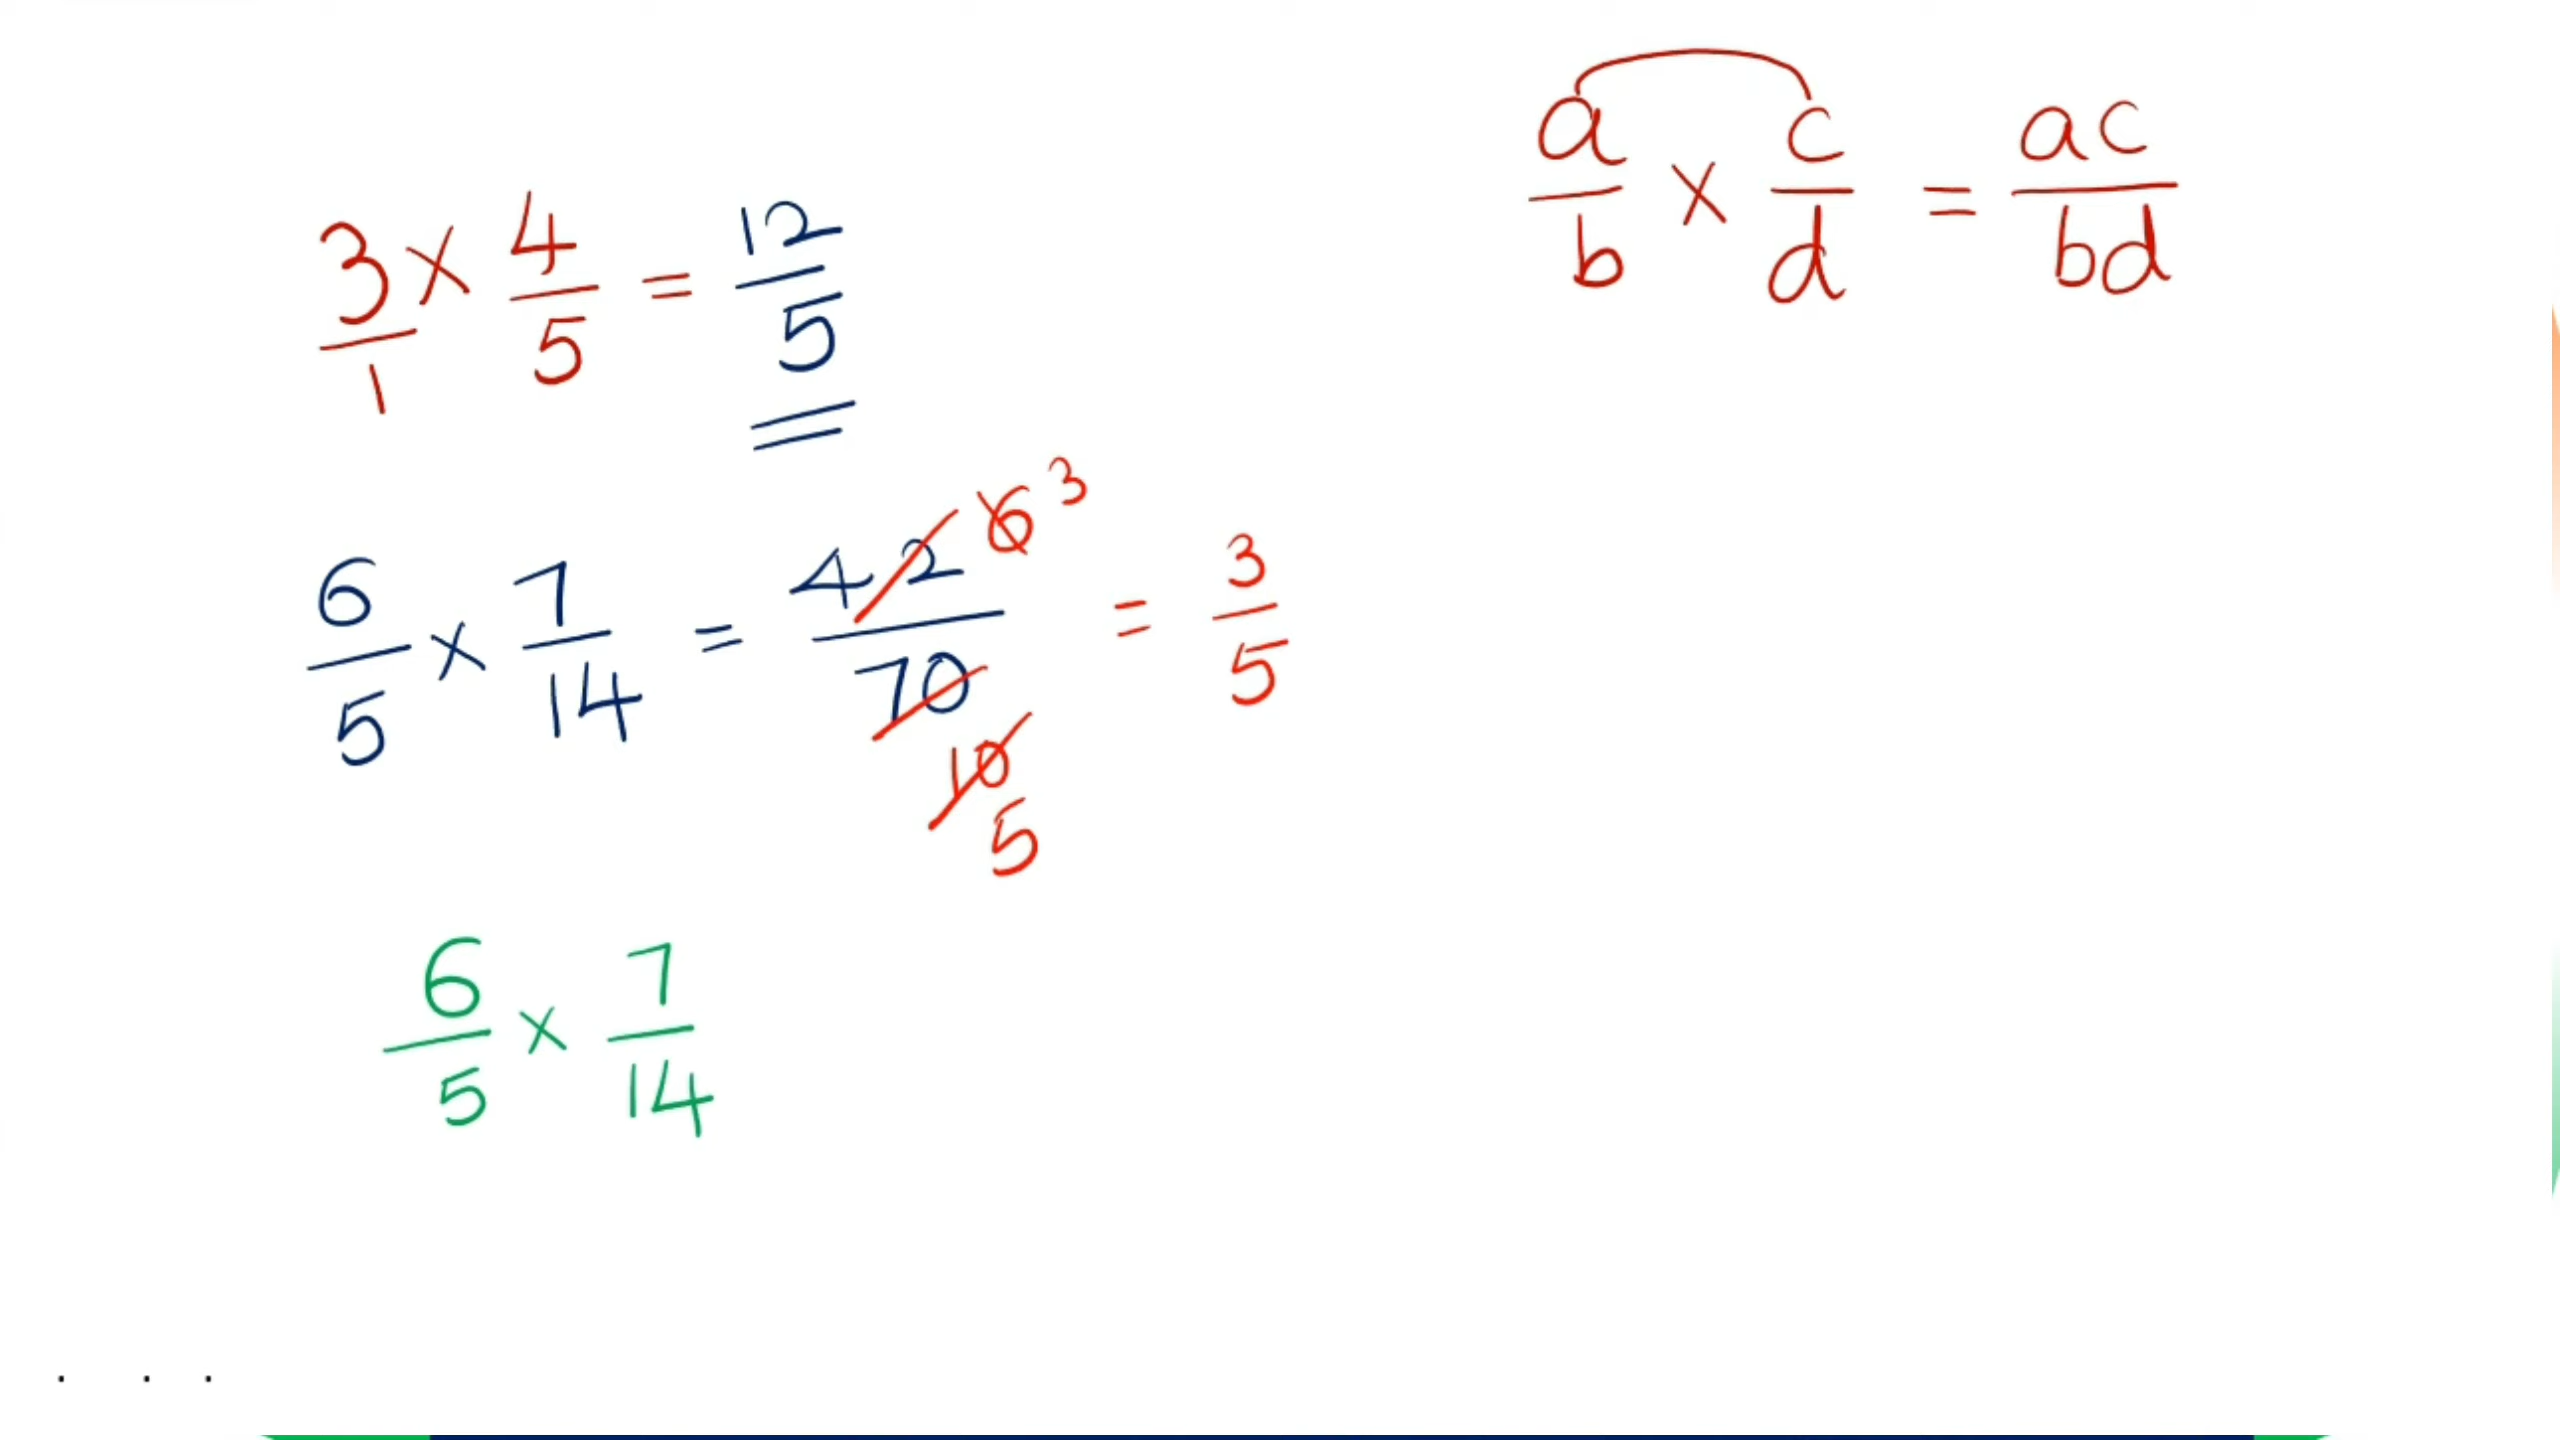 3/1 × 4/5 = 12/5
a/b × c/d = ac/bd
6/5 × 7/14 = 42/70 6 3 10 5 = 3/5
6/5 × 7/14